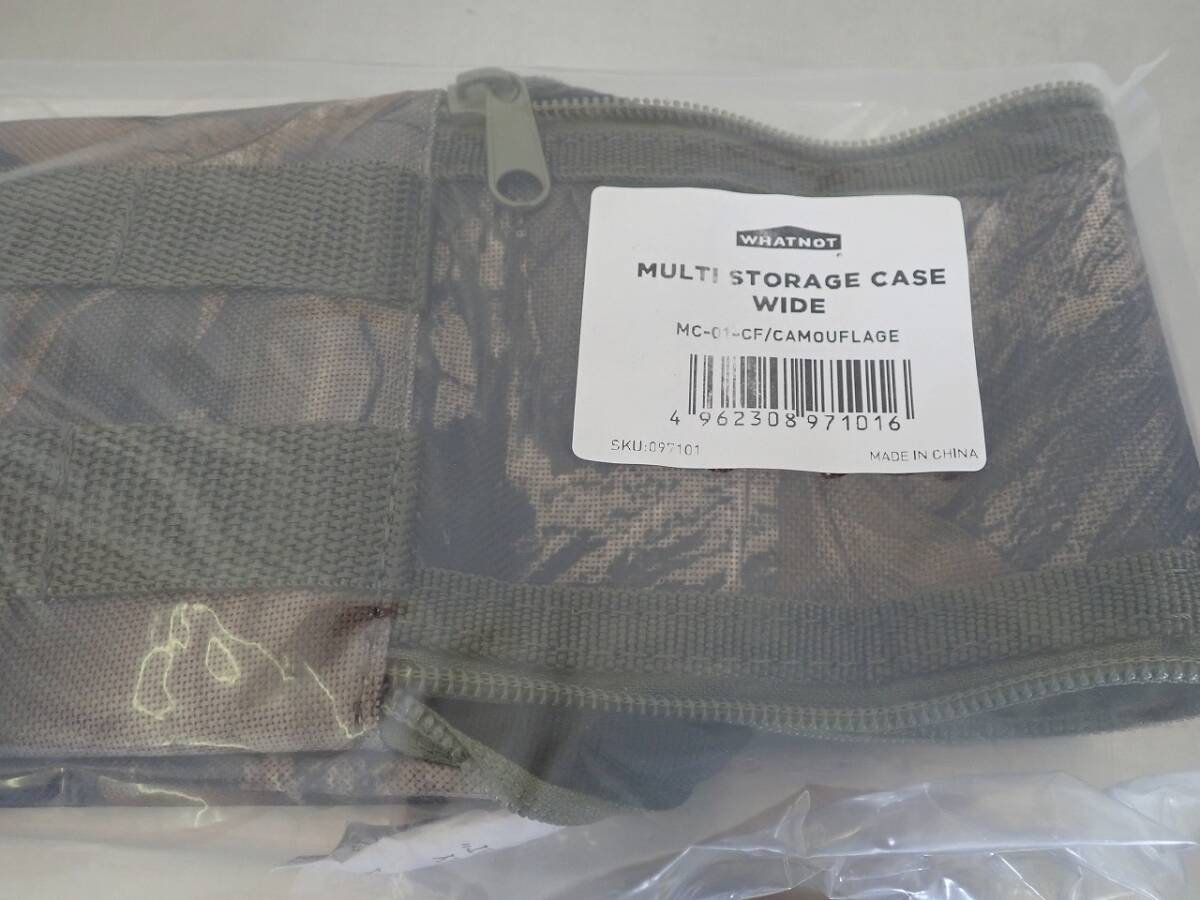 WHATNOT
MULTI STORAGE CASE
WIDE
MC-01-CF/CAMOUFLAGE
4 962308 971016
SKU:097101
MADE IN CHINA